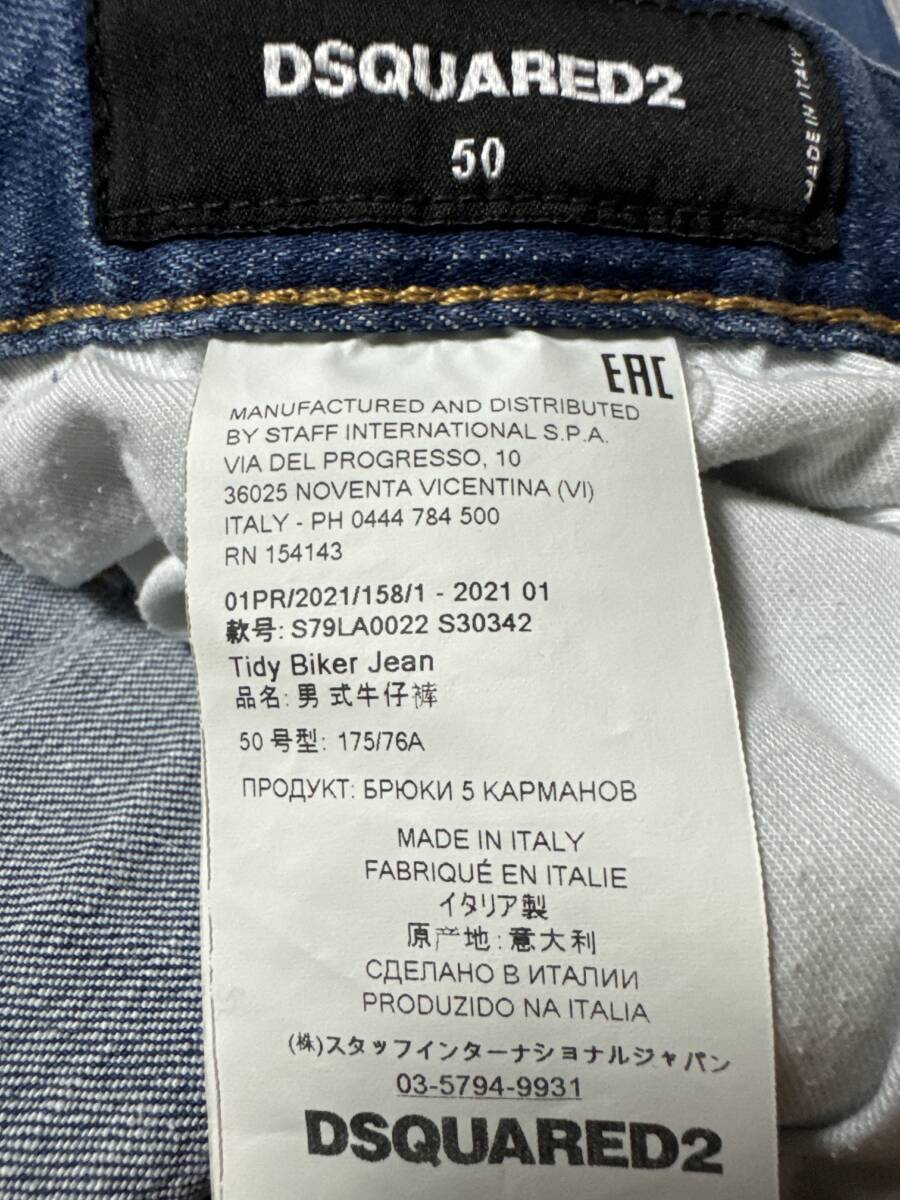 DSQUARED2
50
MADE IN ITALY
EAC
MANUFACTURED AND DISTRIBUTED
BY STAFF INTERNATIONAL S.P.A.
VIA DEL PROGRESSO, 10
36025 NOVENTA VICENTINA (VI)
ITALY - PH 0444 784 500
RN 154143
01PR/2021/158/1 - 2021 01
款号: S79LA0022 S30342
Tidy Biker Jean
品名: 男式牛仔裤
50 号型: 175/76A
ПРОДУКТ: БРЮКИ 5 КАРМАНОВ
MADE IN ITALY
FABRIQUÉ EN ITALIE
イタリア製
原产地: 意大利
СДЕЛАНО В ИТАЛИИ
PRODUZIDO NA ITALIA
(株)スタッフインターナショナルジャパン
03-5794-9931
DSQUARED2